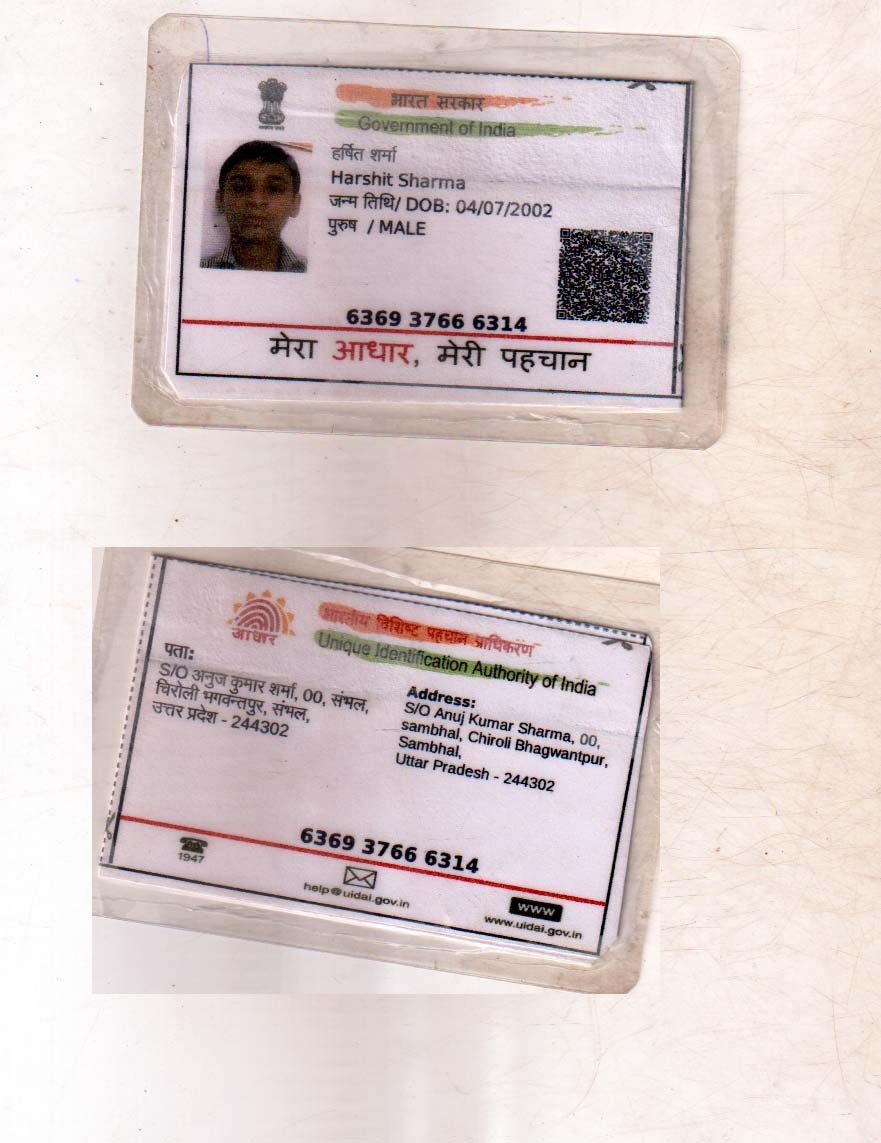 भारत सरकार
Government of India
हर्षित शर्मा
Harshit Sharma
जन्म तिथि/ DOB: 04/07/2002
पुरुष / MALE
6369 3766 6314
मेरा आधार, मेरी पहचान
आधार
भारतीय विशिष्ट पहचान प्राधिकरण
Unique Identification Authority of India
पता:
S/O अनुज कुमार शर्मा, 00, संभल,
चिरोली भगवन्तपुर, संभल,
उत्तर प्रदेश - 244302
Address:
S/O Anuj Kumar Sharma, 00,
sambhal, Chiroli Bhagwantpur,
Sambhal,
Uttar Pradesh - 244302
6369 3766 6314
1947
help@uidai.gov.in
WWW
www.uidai.gov.in